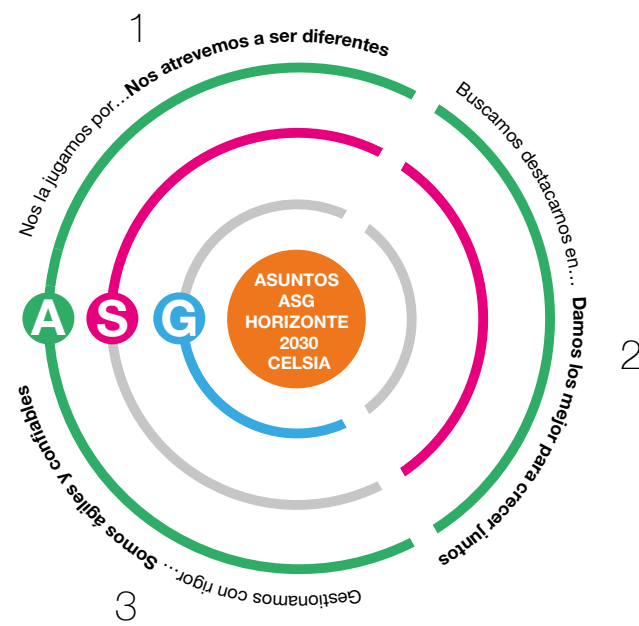 1
Nos la jugamos por...Nos atrevemos a ser diferentes
Buscamos destacarnos en... Damos los mejor para crecer juntos
2
A S G
ASUNTOS
ASG
HORIZONTE
2030
CELSIA
Gestionamos con rigor... Somos ágiles y confiables
3